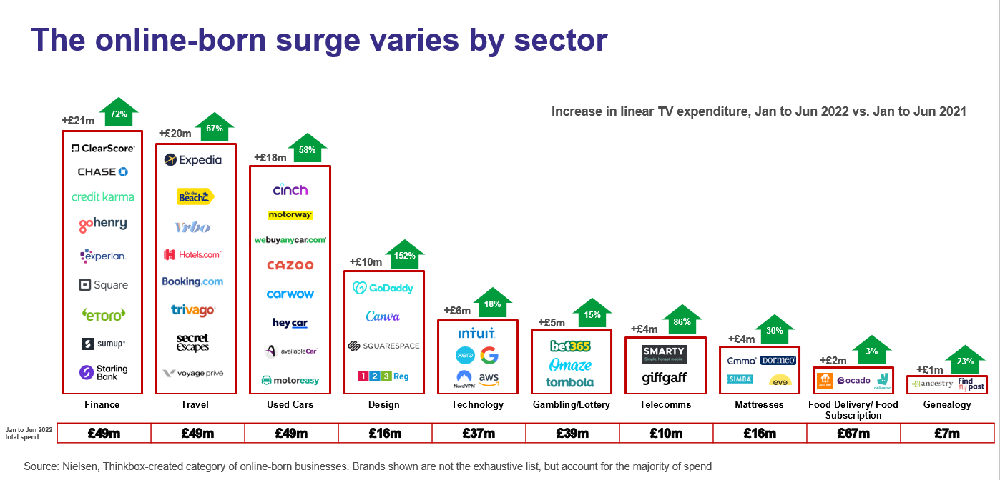 The online-born surge varies by sector
Increase in linear TV expenditure, Jan to Jun 2022 vs. Jan to Jun 2021
+£21m 72%
ClearScore
CHASE
credit karma
gohenry
experian.
Square
eTORO
sumup
Starling Bank
Finance
+£20m 67%
Expedia
On the Beach
Vrbo
Hotels.com
Booking.com
trivago
secret escapes
voyage privé
Travel
+£18m 58%
cinch
motorway
webuyanycar.com
CAZOO
carwow
hey car
availableCar
motoreasy
Used Cars
+£10m 152%
GoDaddy
Canva
SQUARESPACE
123 Reg
Design
+£6m 18%
INTUIT
xero G
NordVPN aws
Technology
+£5m 15%
bet365
Omaze
tombola
Gambling/Lottery
+£4m 86%
SMARTY
Simple, honest mobile
giffgaff
Telecomms
+£4m 30%
emma DORMEO
SIMBA eve
Mattresses
+£2m 3%
JUST EAT ocado deliveroo
Food Delivery/ Food
Subscription
+£1m 23%
ancestry Find My past
Genealogy
Jan to Jun 2022
total spend
£49m £49m £49m £16m £37m £39m £10m £16m £67m £7m
Source: Nielsen, Thinkbox-created category of online-born businesses. Brands shown are not the exhaustive list, but account for the majority of spend